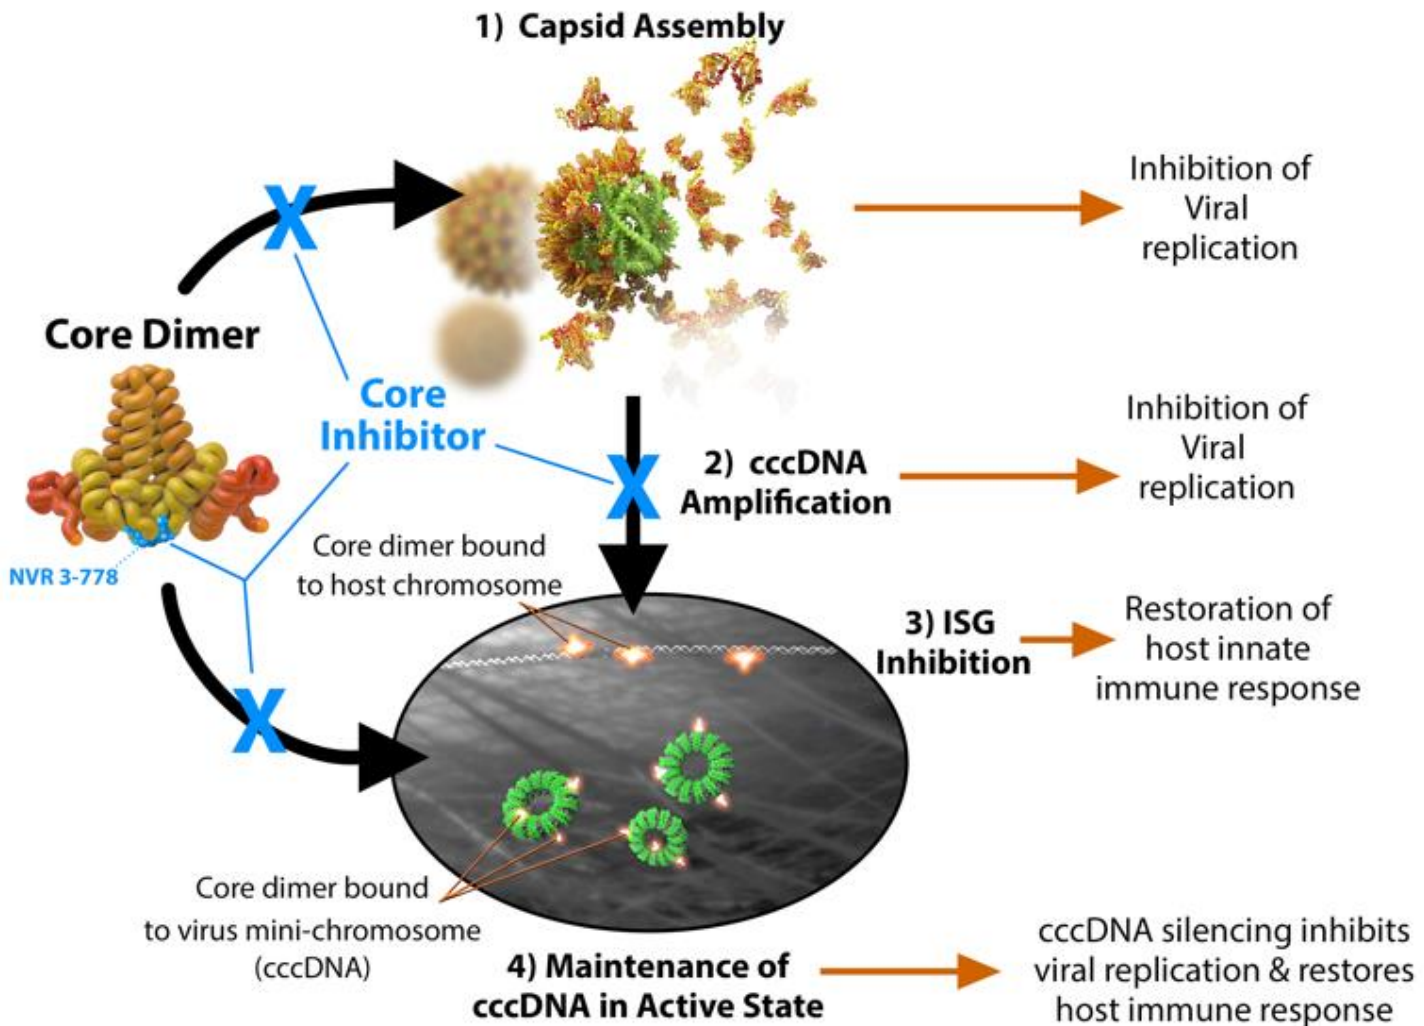 1) Capsid Assembly
Inhibition of
Viral
replication
Core Dimer
Core
Inhibitor
NVR 3-778
2) cccDNA
Amplification
Inhibition of
Viral
replication
Core dimer bound
to host chromosome
3) ISG
Inhibition
Restoration of
host innate
immune response
Core dimer bound
to virus mini-chromosome
(cccDNA)
4) Maintenance of
cccDNA in Active State
cccDNA silencing inhibits
viral replication & restores
host immune response
X
X
X